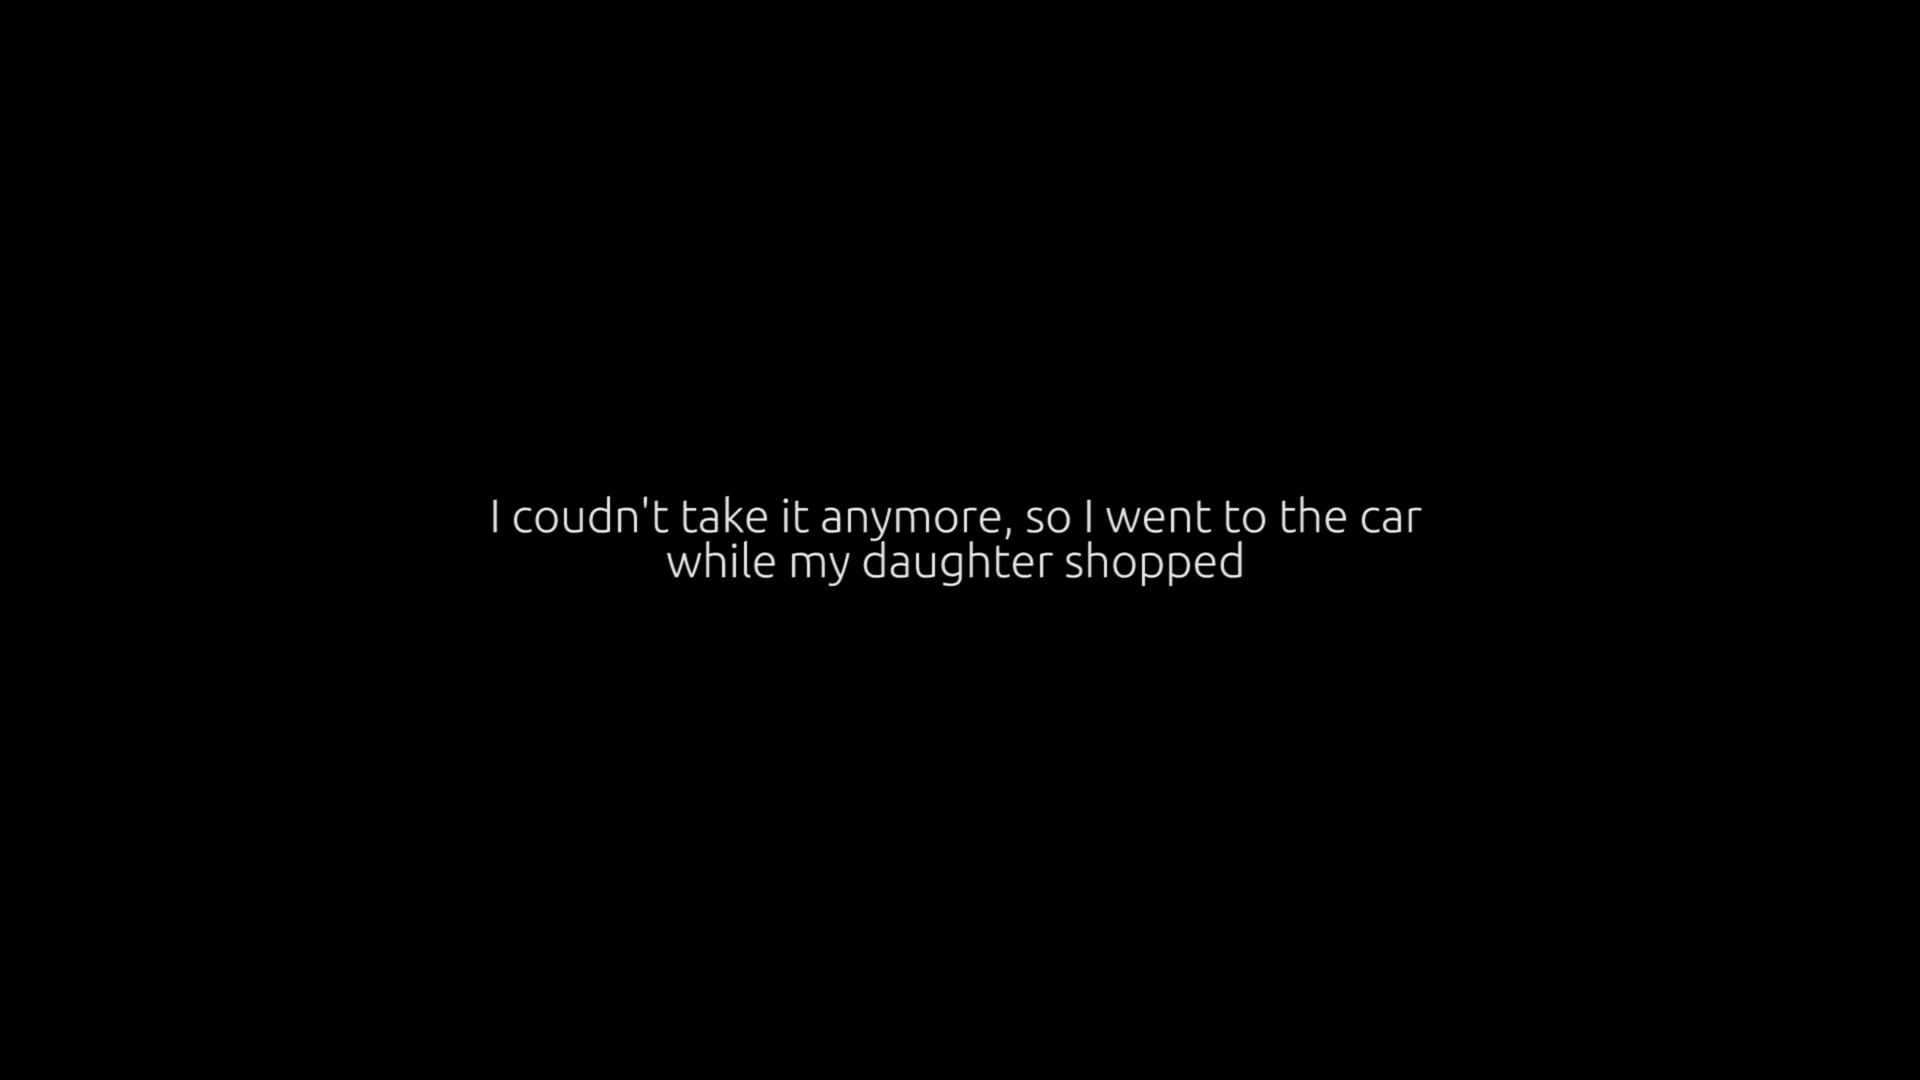 I coudn't take it anymore, so I went to the car
while my daughter shopped